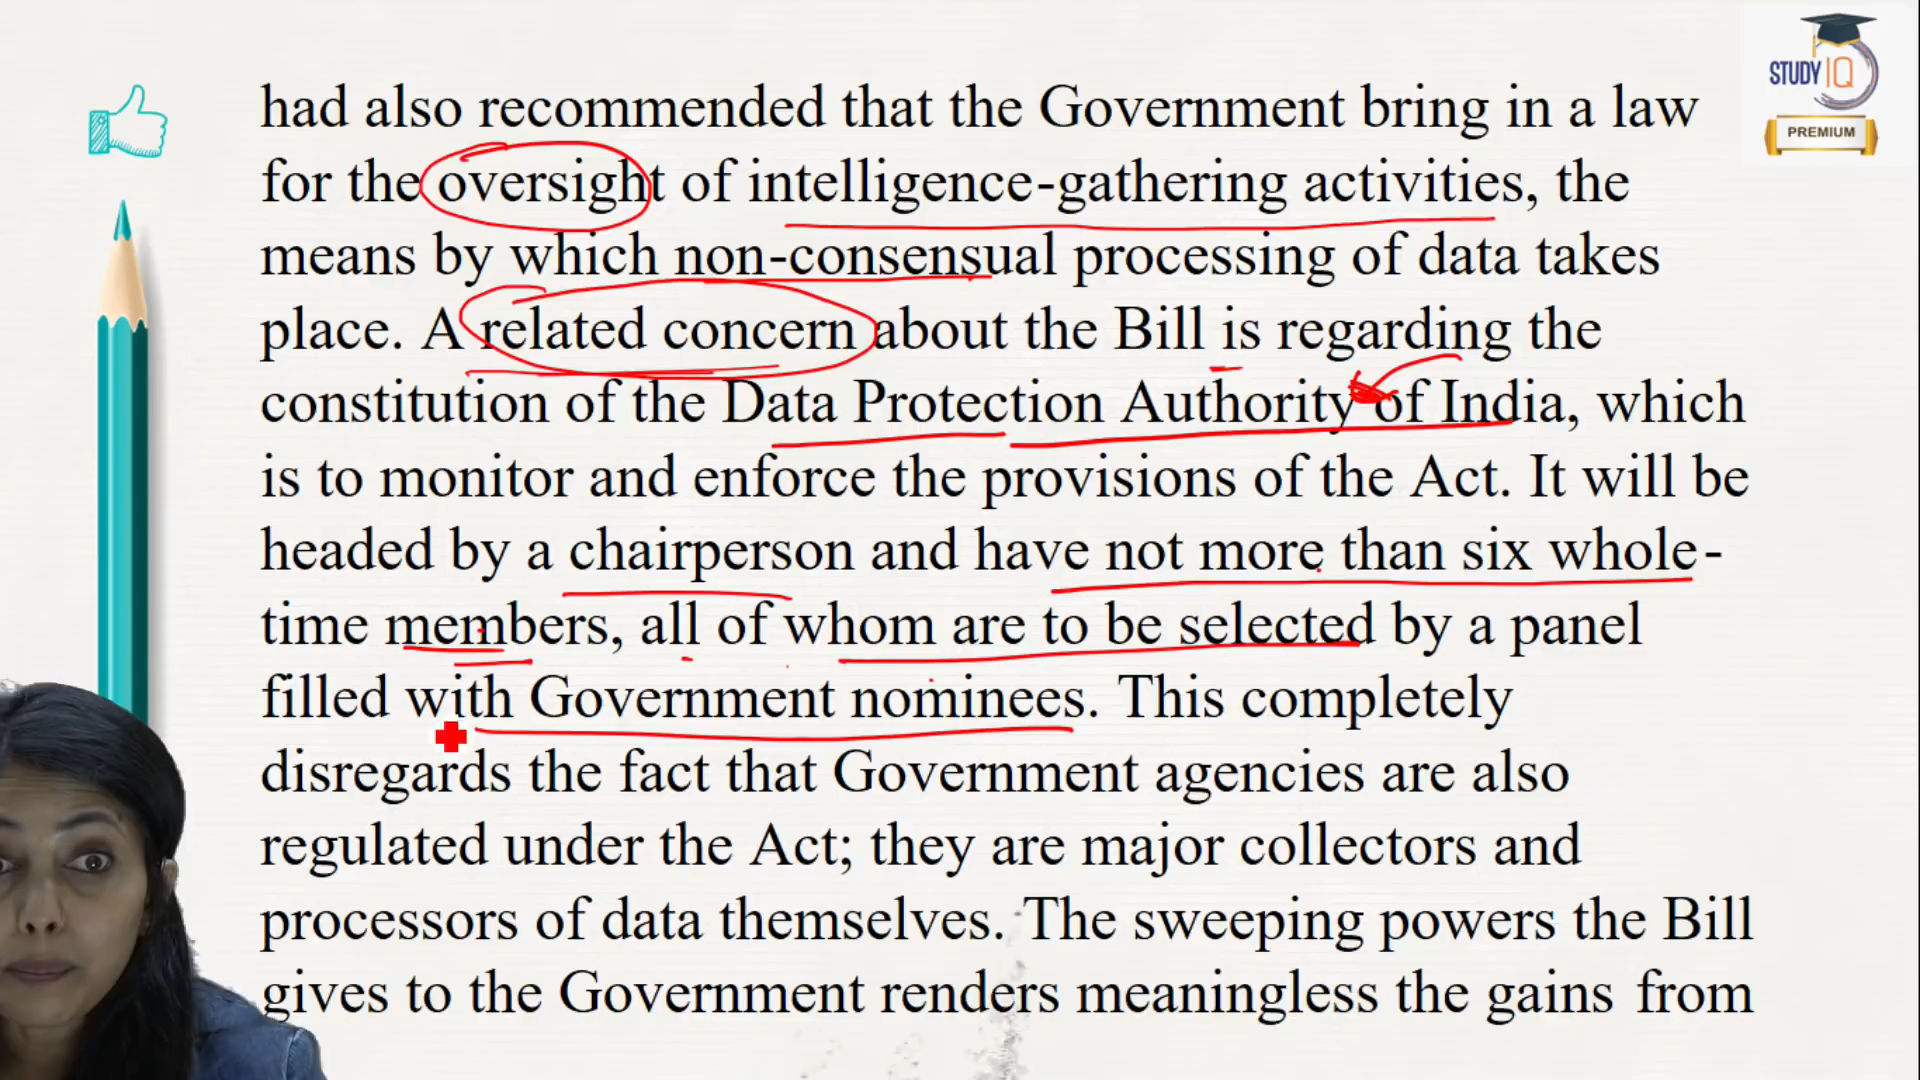 STUDY IQ
PREMIUM
had also recommended that the Government bring in a law
for the oversight of intelligence-gathering activities, the
means by which non-consensual processing of data takes
place. A related concern about the Bill is regarding the
constitution of the Data Protection Authority of India, which
is to monitor and enforce the provisions of the Act. It will be
headed by a chairperson and have not more than six whole-
time members, all of whom are to be selected by a panel
filled with Government nominees. This completely
disregards the fact that Government agencies are also
regulated under the Act; they are major collectors and
processors of data themselves. The sweeping powers the Bill
gives to the Government renders meaningless the gains from